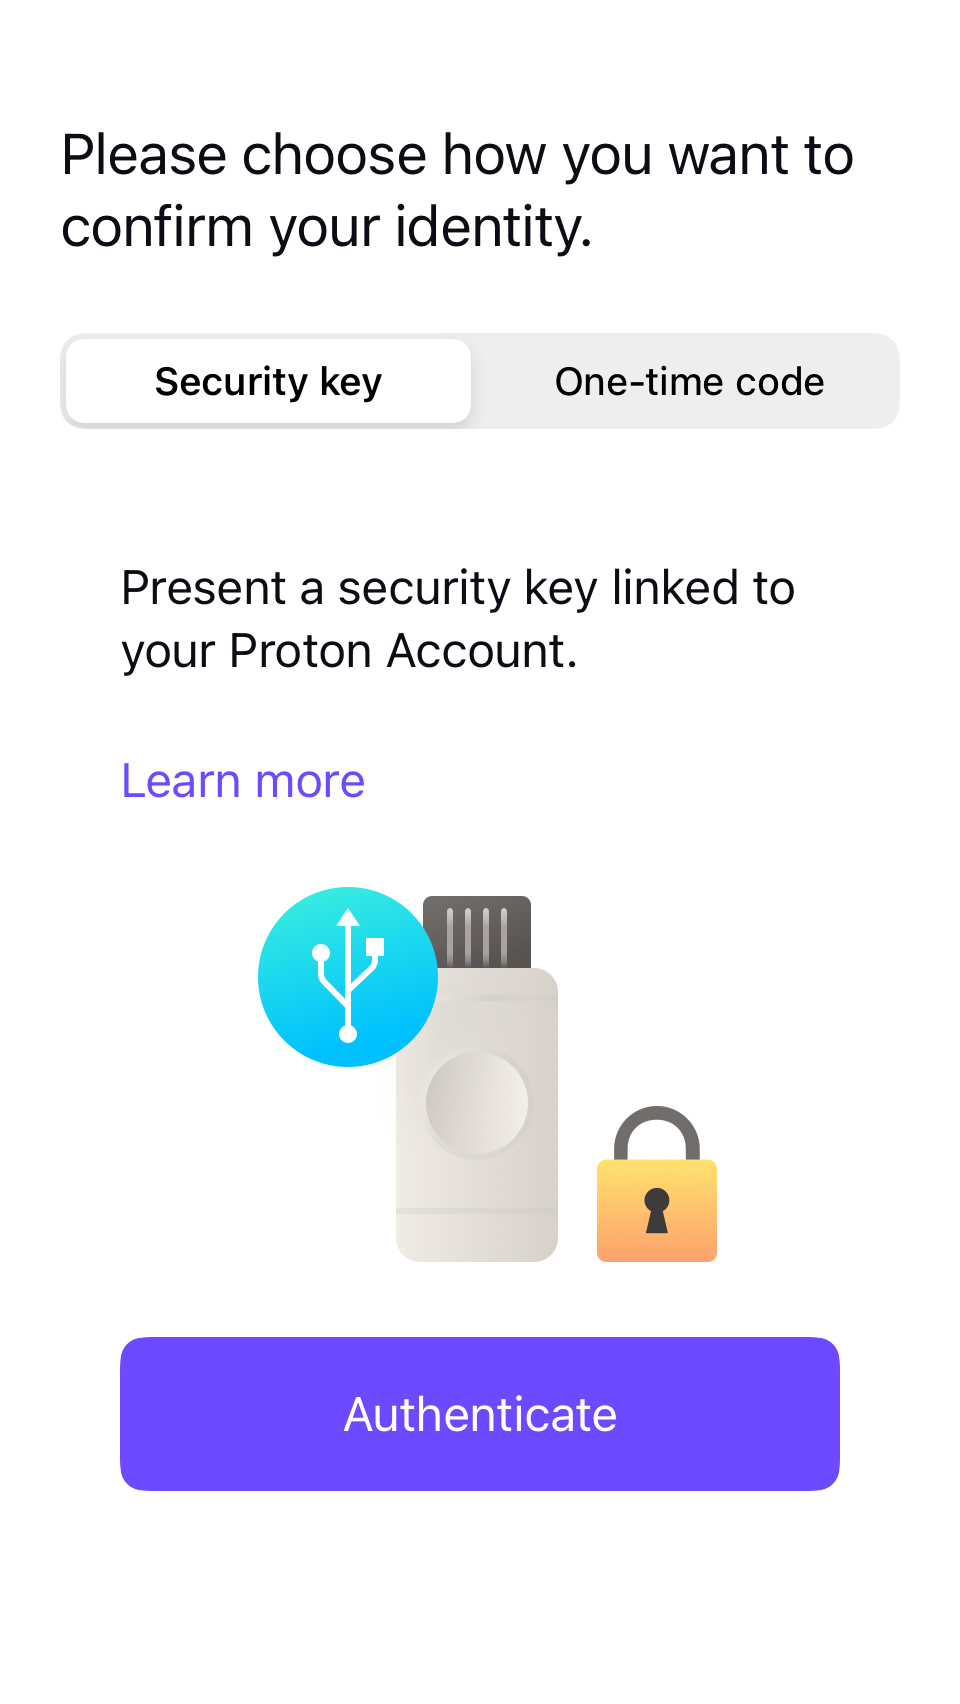 Please choose how you want to
confirm your identity.
Security key
One-time code
Present a security key linked to
your Proton Account.
Learn more
Authenticate